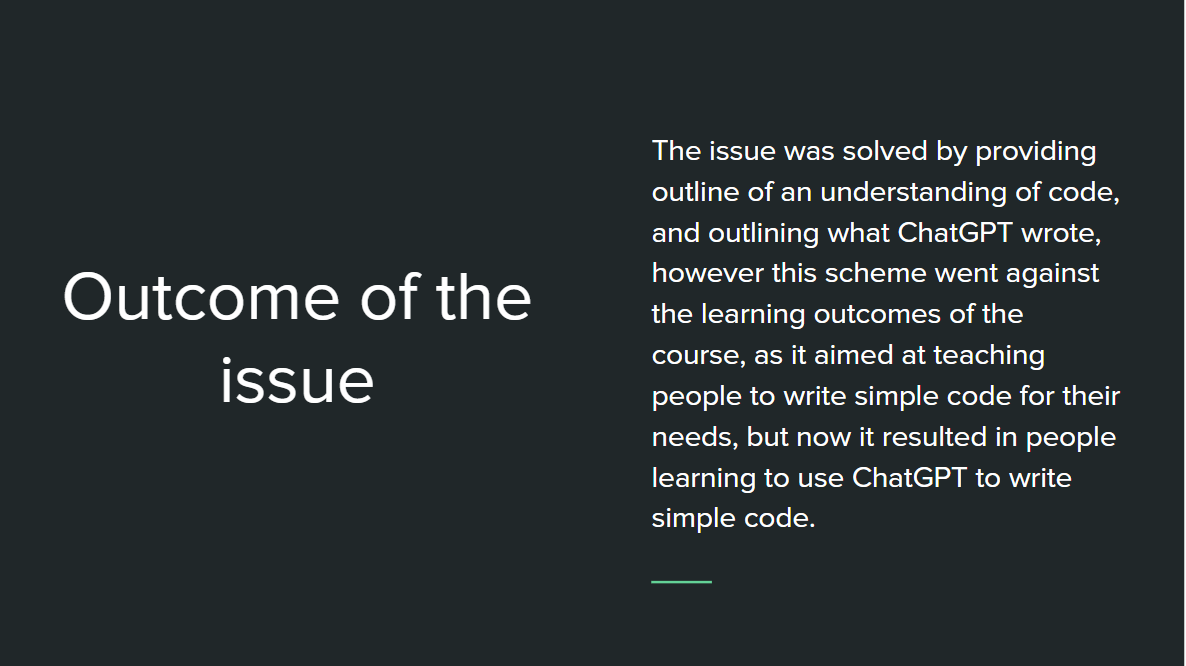 Outcome of the
issue
The issue was solved by providing
outline of an understanding of code,
and outlining what ChatGPT wrote,
however this scheme went against
the learning outcomes of the
course, as it aimed at teaching
people to write simple code for their
needs, but now it resulted in people
learning to use ChatGPT to write
simple code.